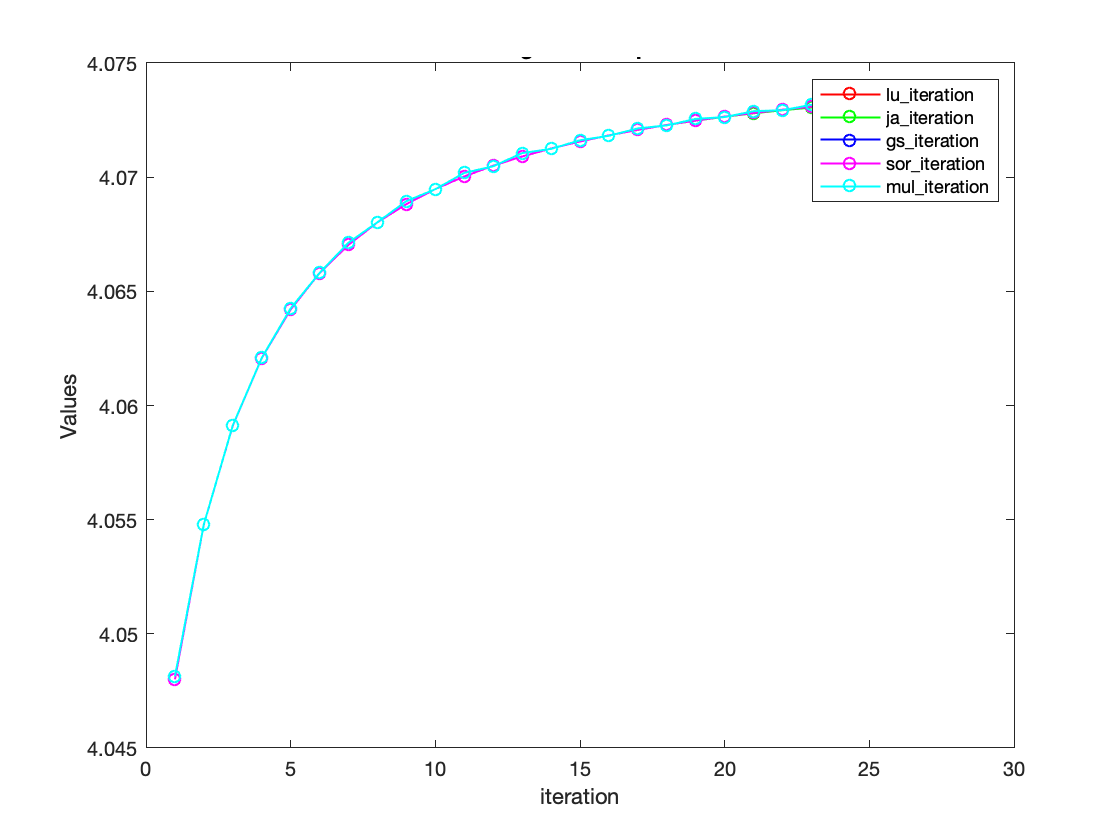 4.075
4.07
4.065
4.06
4.055
4.05
4.045
Values
0 5 10 15 20 25 30
iteration
lu_iteration
ja_iteration
gs_iteration
sor_iteration
mul_iteration